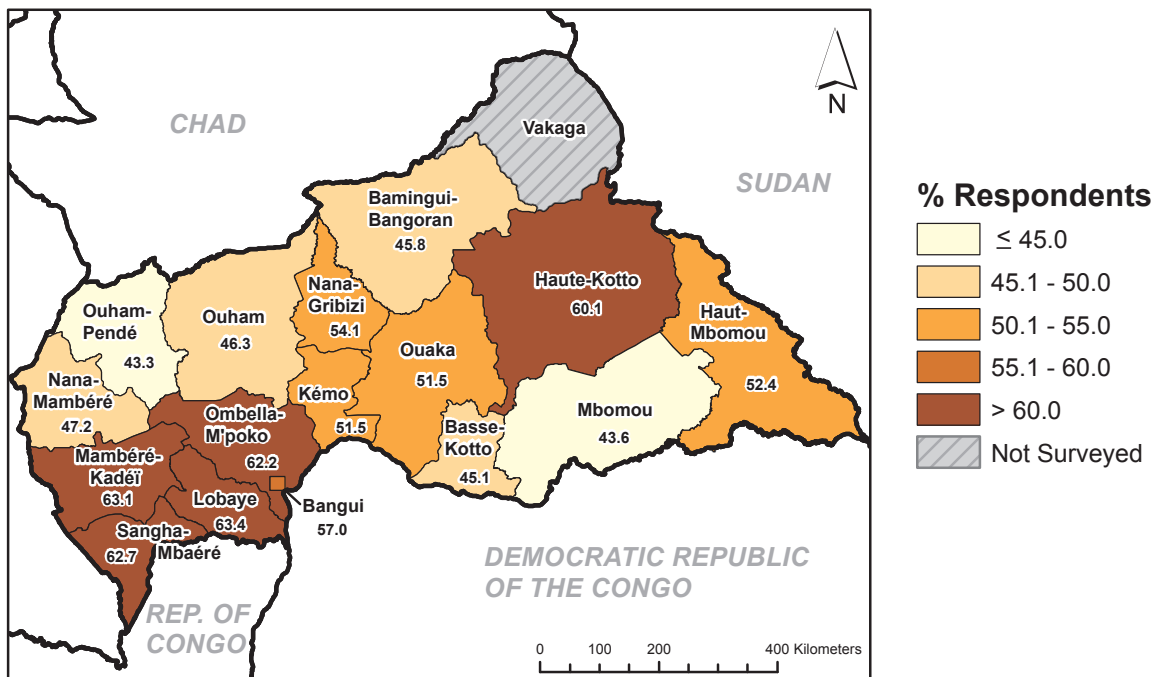 N
CHAD
Vakaga
SUDAN
Bamingui-
Bangoran
45.8
Nana-
Gribizi
54.1
Haute-Kotto
60.1
Haut-
Mbomou
52.4
Ouham-
Pendé
43.3
Ouham
46.3
Ouaka
51.5
Nana-
Mambéré
47.2
Kémo
51.5
Mbomou
43.6
Ombella-
M'poko
62.2
Basse-
Kotto
45.1
Mambéré-
Kadéï
63.1
Lobaye
63.4
Bangui
57.0
Sangha-
Mbaéré
62.7
DEMOCRATIC REPUBLIC
OF THE CONGO
REP. OF
CONGO
0 100 200 400 Kilometers
% Respondents
≤ 45.0
45.1 - 50.0
50.1 - 55.0
55.1 - 60.0
> 60.0
Not Surveyed